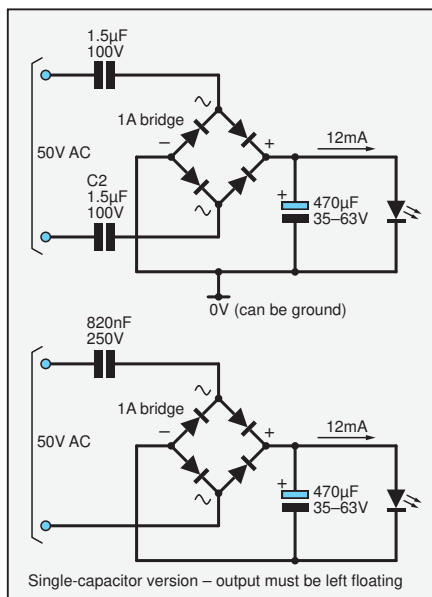 1.5µF
100V
1A bridge
–
+
12mA
50V AC
C2
1.5µF
100V
+
470µF
35–63V
0V (can be ground)
820nF
250V
1A bridge
–
+
12mA
50V AC
+
470µF
35–63V
Single-capacitor version – output must be left floating